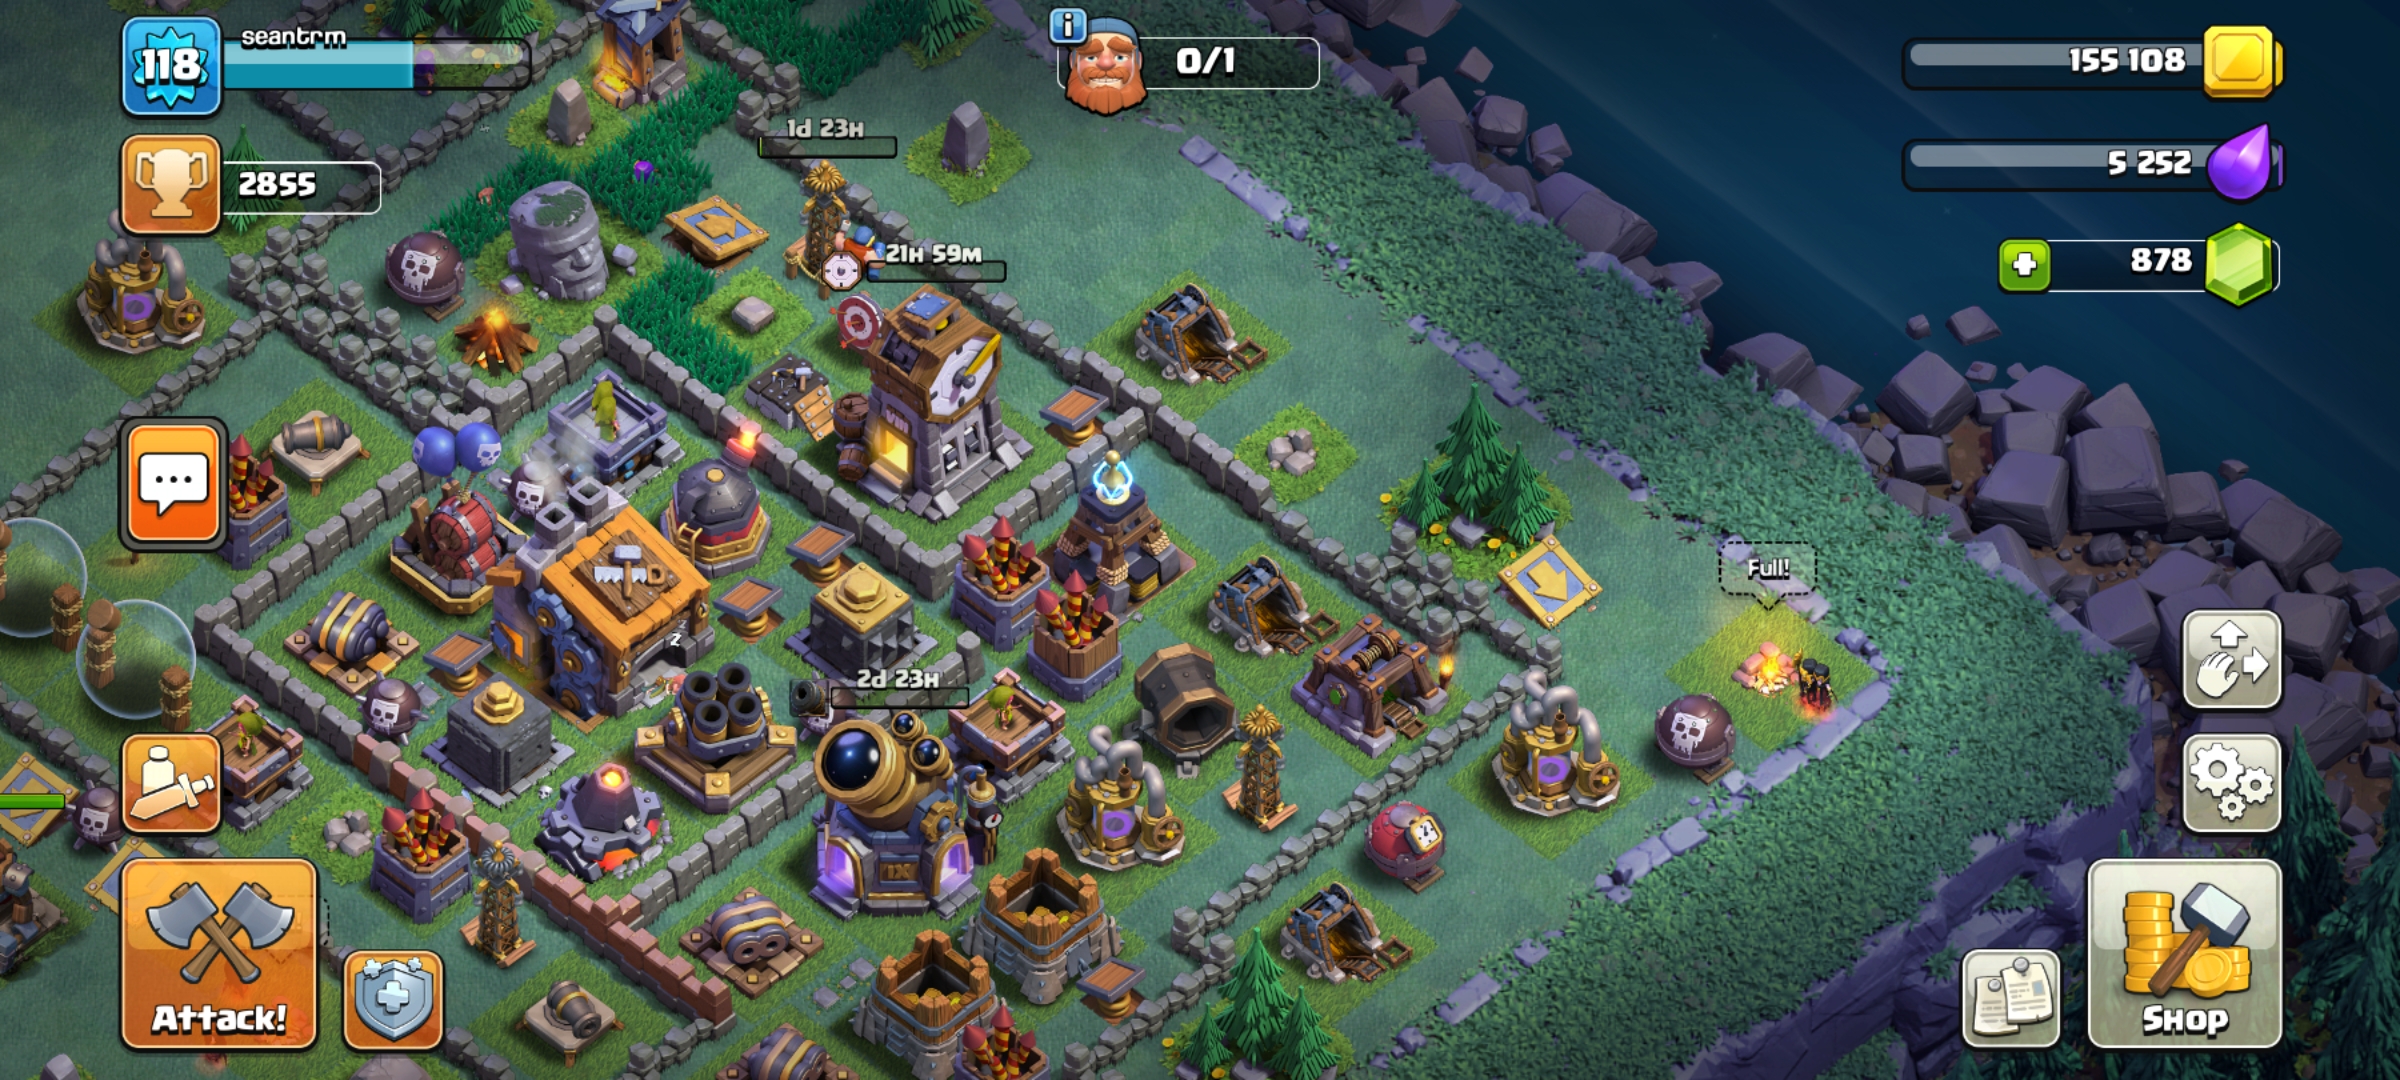 118
seantrm
i
0/1
155 108
1d 23H
2855
5 252
21H 59M
878
Full!
z
2d 23H
IX
Attack!
Shop